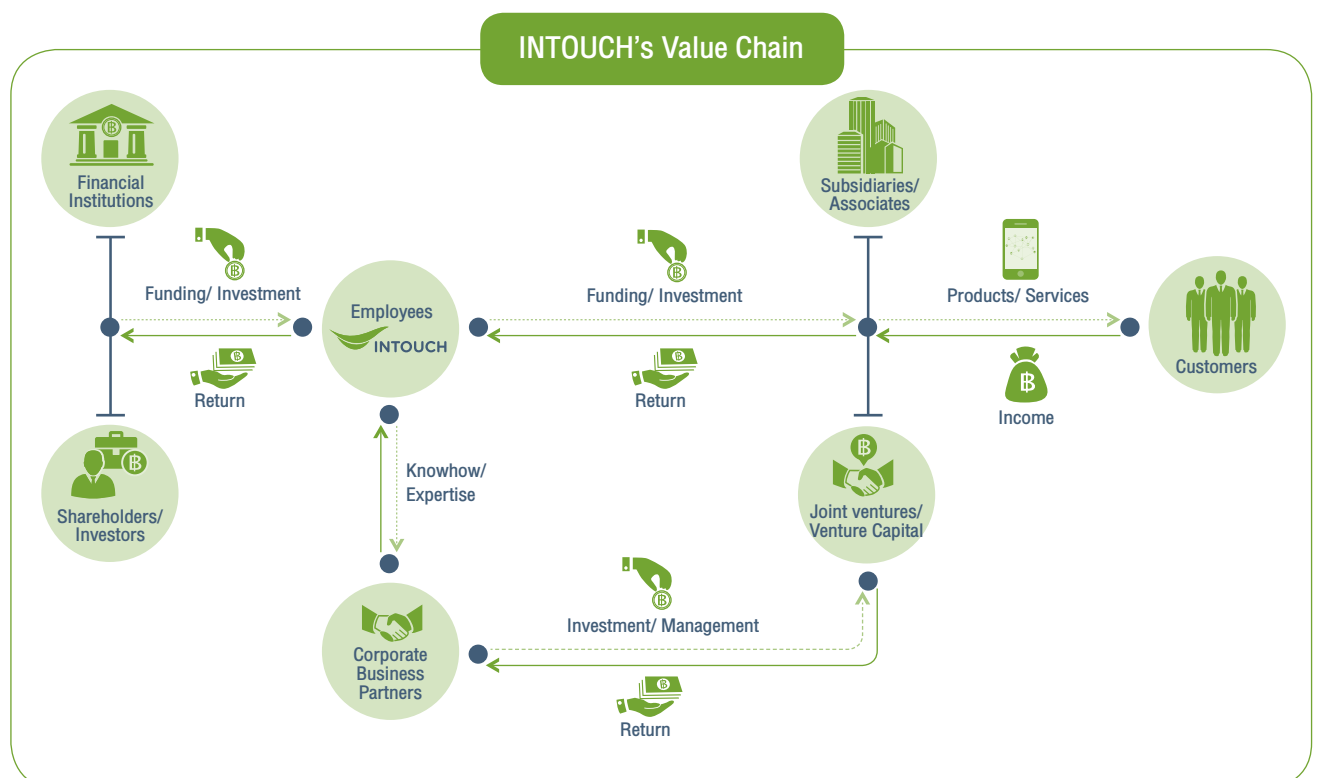 INTOUCH's Value Chain
Financial
Institutions
Funding/ Investment
Return
Shareholders/
Investors
Employees
INTOUCH
Knowhow/
Expertise
Corporate
Business
Partners
Funding/ Investment
Return
Investment/ Management
Return
Subsidiaries/
Associates
Joint ventures/
Venture Capital
Products/ Services
Income
Customers